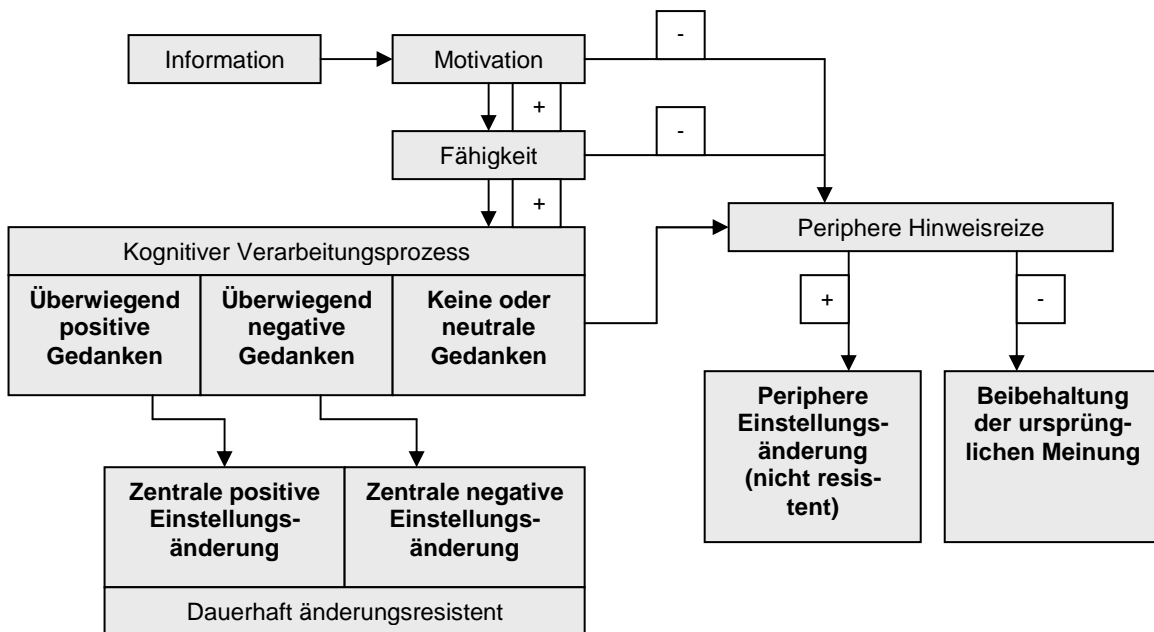 Information
Motivation
-
+
Fähigkeit
-
+
Periphere Hinweisreize
Kognitiver Verarbeitungsprozess
Überwiegend
positive
Gedanken
Überwiegend
negative
Gedanken
Keine oder
neutrale
Gedanken
+
-
Periphere
Einstellungs-
änderung
(nicht resis-
tent)
Beibehaltung
der ursprüng-
lichen Meinung
Zentrale positive
Einstellungs-
änderung
Zentrale negative
Einstellungs-
änderung
Dauerhaft änderungsresistent